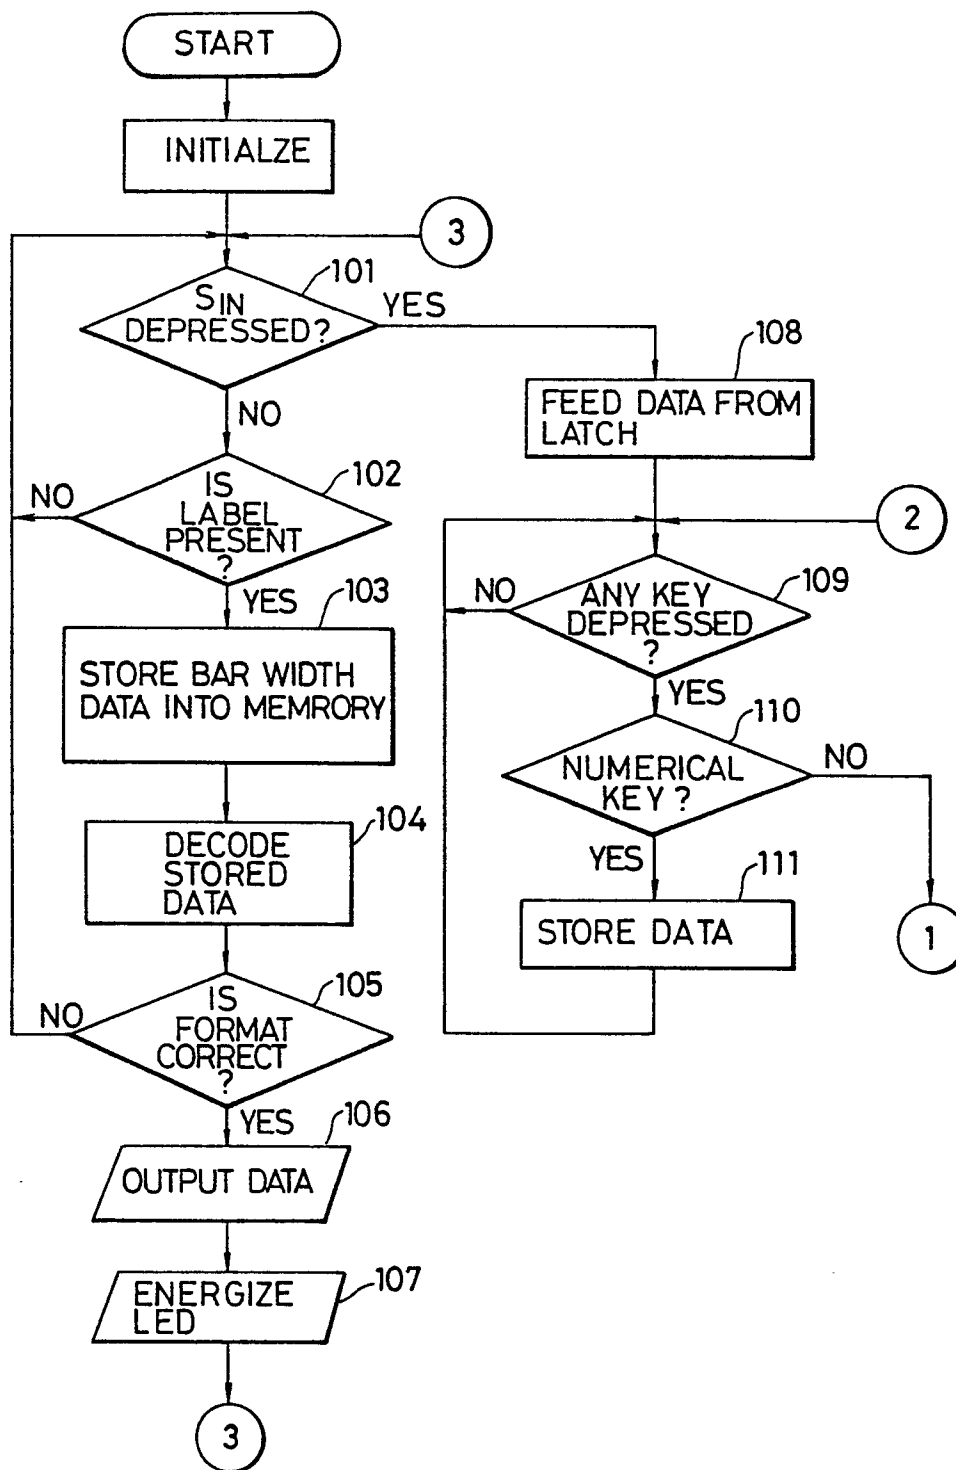 START
INITIALZE
3
101
SIN
DEPRESSED?
YES
NO
108
FEED DATA FROM
LATCH
102
IS
LABEL
PRESENT
?
NO
YES
2
109
ANY KEY
DEPRESSED
?
NO
YES
103
STORE BAR WIDTH
DATA INTO MEMRORY
110
NUMERICAL
KEY?
NO
YES
104
DECODE
STORED
DATA
111
STORE DATA
1
105
IS
FORMAT
CORRECT
?
NO
YES
106
OUTPUT DATA
107
ENERGIZE
LED
3